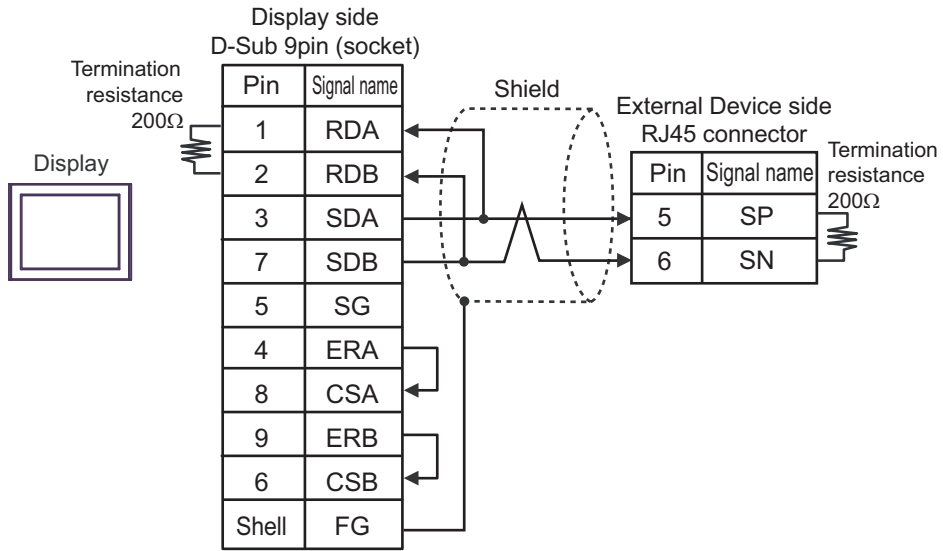 Display side
D-Sub 9pin (socket)
Termination
resistance
200Ω
Display
Pin Signal name
1 RDA
2 RDB
3 SDA
7 SDB
5 SG
4 ERA
8 CSA
9 ERB
6 CSB
Shell FG
Shield
External Device side
RJ45 connector
Pin Signal name
5 SP
6 SN
Termination
resistance
200Ω